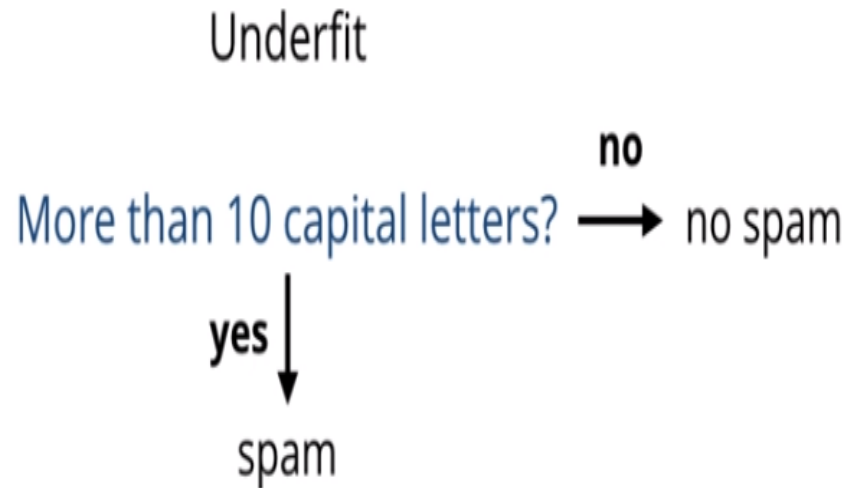 Underfit
no
More than 10 capital letters? no spam
yes
spam